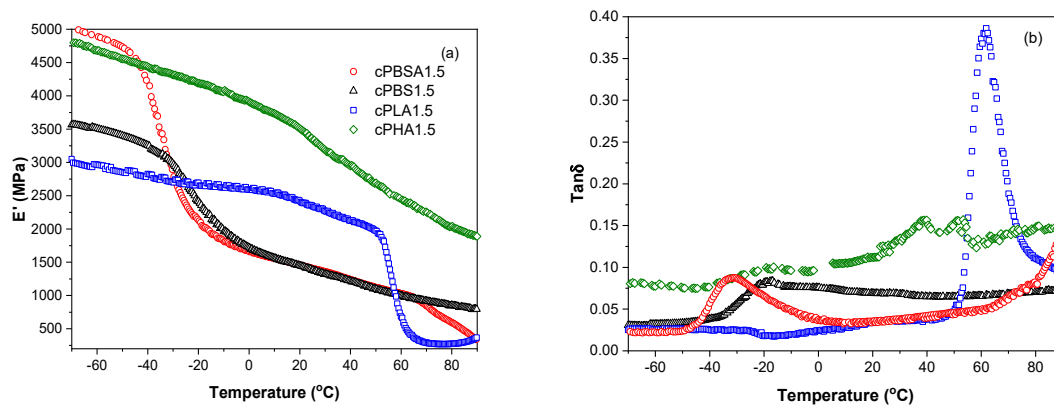 (a)
cPBSA1.5
cPBS1.5
cPLA1.5
cPHA1.5
5000
4500
4000
3500
3000
2500
2000
1500
1000
500
E' (MPa)
-60 -40 -20 0 20 40 60 80
Temperature (°C)
(b)
0.40
0.35
0.30
0.25
0.20
0.15
0.10
0.05
0.00
Tanδ
-60 -40 -20 0 20 40 60 80
Temperature (°C)